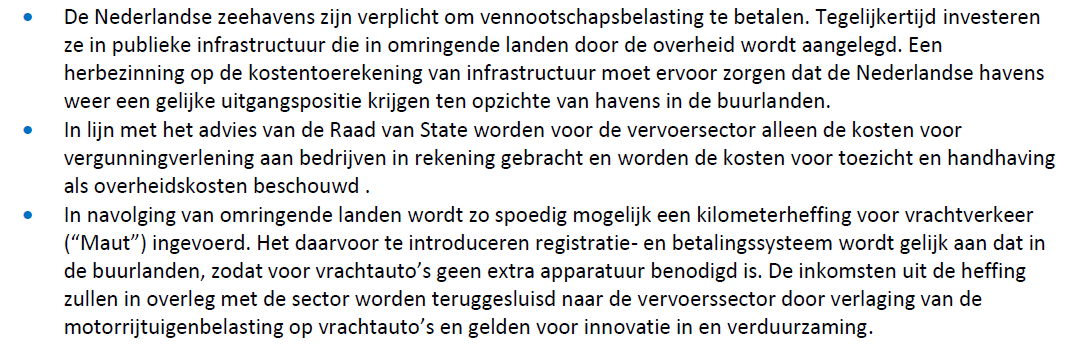 • De Nederlandse zeehavens zijn verplicht om vennootschapsbelasting te betalen. Tegelijkertijd investeren
ze in publieke infrastructuur die in omringende landen door de overheid wordt aangelegd. Een
herbezinning op de kostentoerekening van infrastructuur moet ervoor zorgen dat de Nederlandse havens
weer een gelijke uitgangspositie krijgen ten opzichte van havens in de buurlanden.
• In lijn met het advies van de Raad van State worden voor de vervoersector alleen de kosten voor
vergunningverlening aan bedrijven in rekening gebracht en worden de kosten voor toezicht en handhaving
als overheidskosten beschouwd .
• In navolging van omringende landen wordt zo spoedig mogelijk een kilometerheffing voor vrachtverkeer
(“Maut”) ingevoerd. Het daarvoor te introduceren registratie- en betalingssysteem wordt gelijk aan dat in
de buurlanden, zodat voor vrachtauto’s geen extra apparatuur benodigd is. De inkomsten uit de heffing
zullen in overleg met de sector worden teruggesluisd naar de vervoerssector door verlaging van de
motorrijtuigenbelasting op vrachtauto’s en gelden voor innovatie in en verduurzaming.